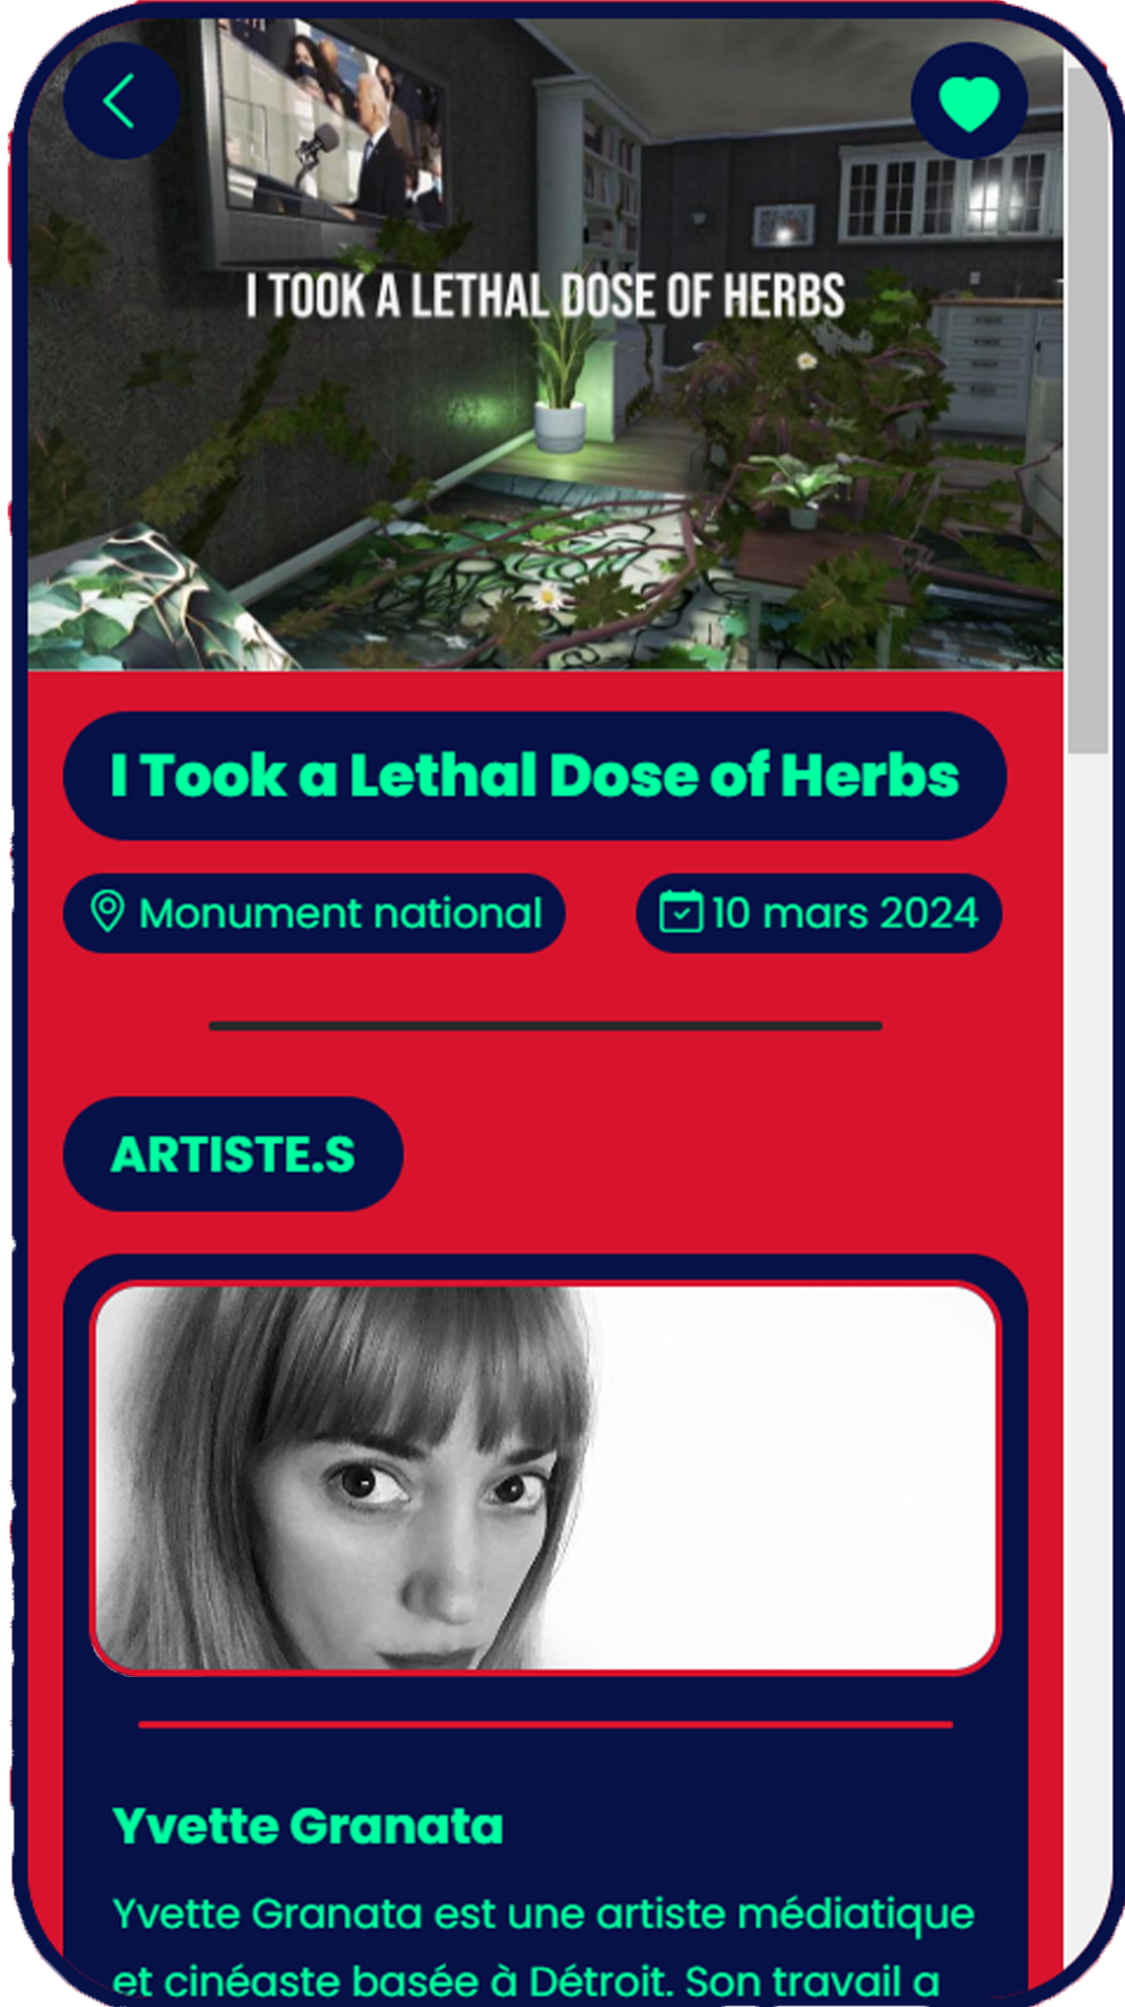 I TOOK A LETHAL DOSE OF HERBS
I Took a Lethal Dose of Herbs
Monument national
10 mars 2024
ARTISTE.S
Yvette Granata
Yvette Granata est une artiste médiatique
et cinéaste basée à Détroit. Son travail a